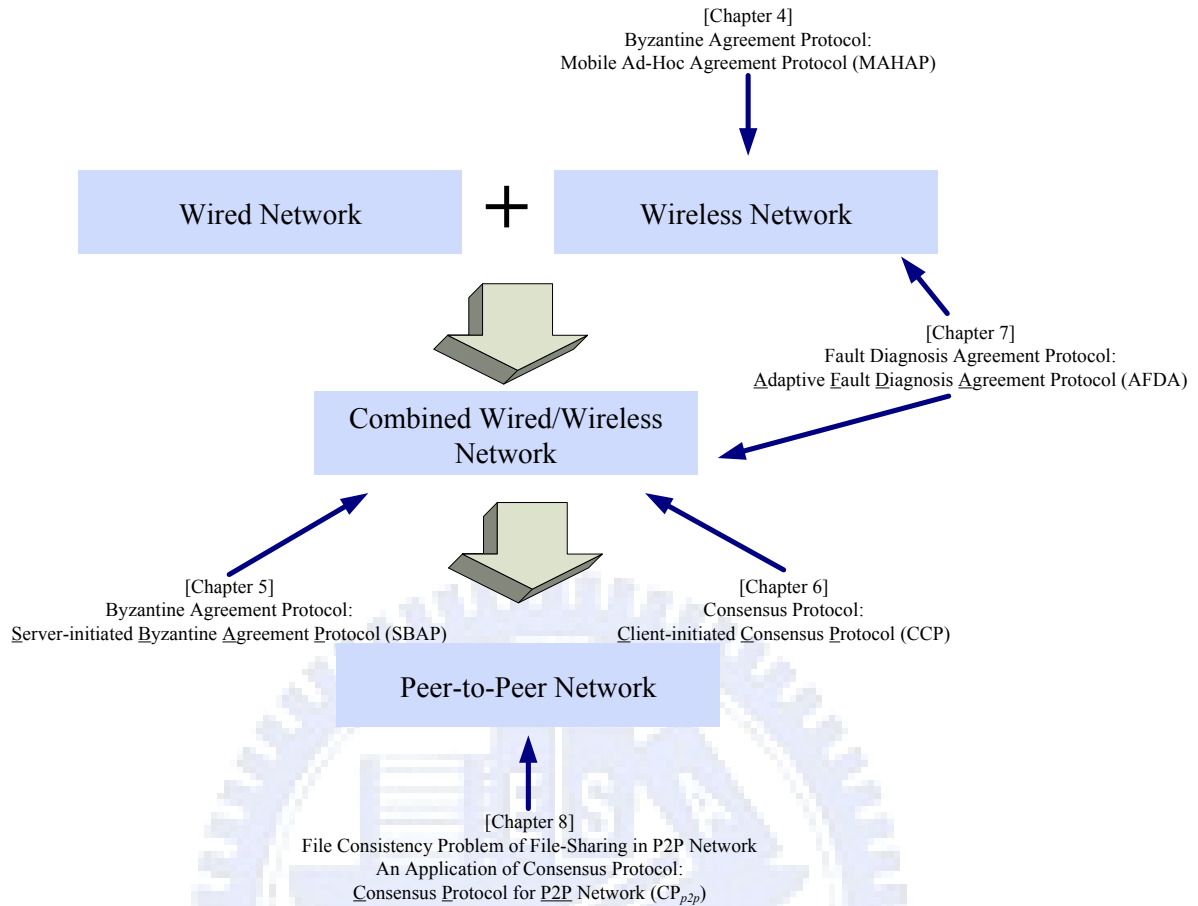 [Chapter 4]
Byzantine Agreement Protocol:
Mobile Ad-Hoc Agreement Protocol (MAHAP)
Wired Network
+
Wireless Network
[Chapter 7]
Fault Diagnosis Agreement Protocol:
Adaptive Fault Diagnosis Agreement Protocol (AFDA)
Combined Wired/Wireless
Network
[Chapter 5]
Byzantine Agreement Protocol:
Server-initiated Byzantine Agreement Protocol (SBAP)
[Chapter 6]
Consensus Protocol:
Client-initiated Consensus Protocol (CCP)
Peer-to-Peer Network
[Chapter 8]
File Consistency Problem of File-Sharing in P2P Network
An Application of Consensus Protocol:
Consensus Protocol for P2P Network (CPp2p)